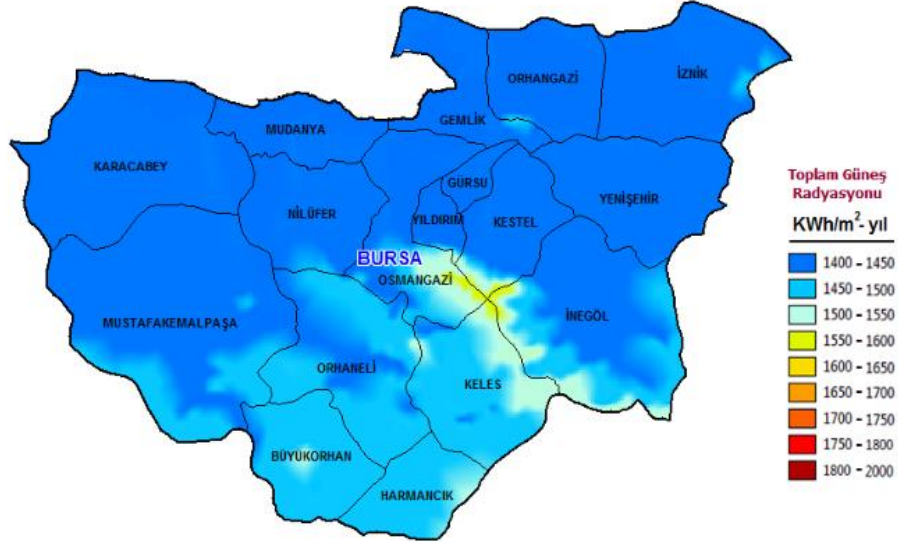 ORHANGAZİ
İZNİK
GEMLİK
MUDANYA
KARACABEY
GÜRSU
YENİŞEHİR
NİLÜFER
YILDIRIM
KESTEL
BURSA
OSMANGAZİ
MUSTAFAKEMALPAŞA
İNEGÖL
ORHANELİ
KELES
BÜYÜKORHAN
HARMANCIK
Toplam Güneş
Radyasyonu
KWh/m²- yıl
1400 - 1450
1450 - 1500
1500 - 1550
1550 - 1600
1600 - 1650
1650 - 1700
1700 - 1750
1750 - 1800
1800 - 2000